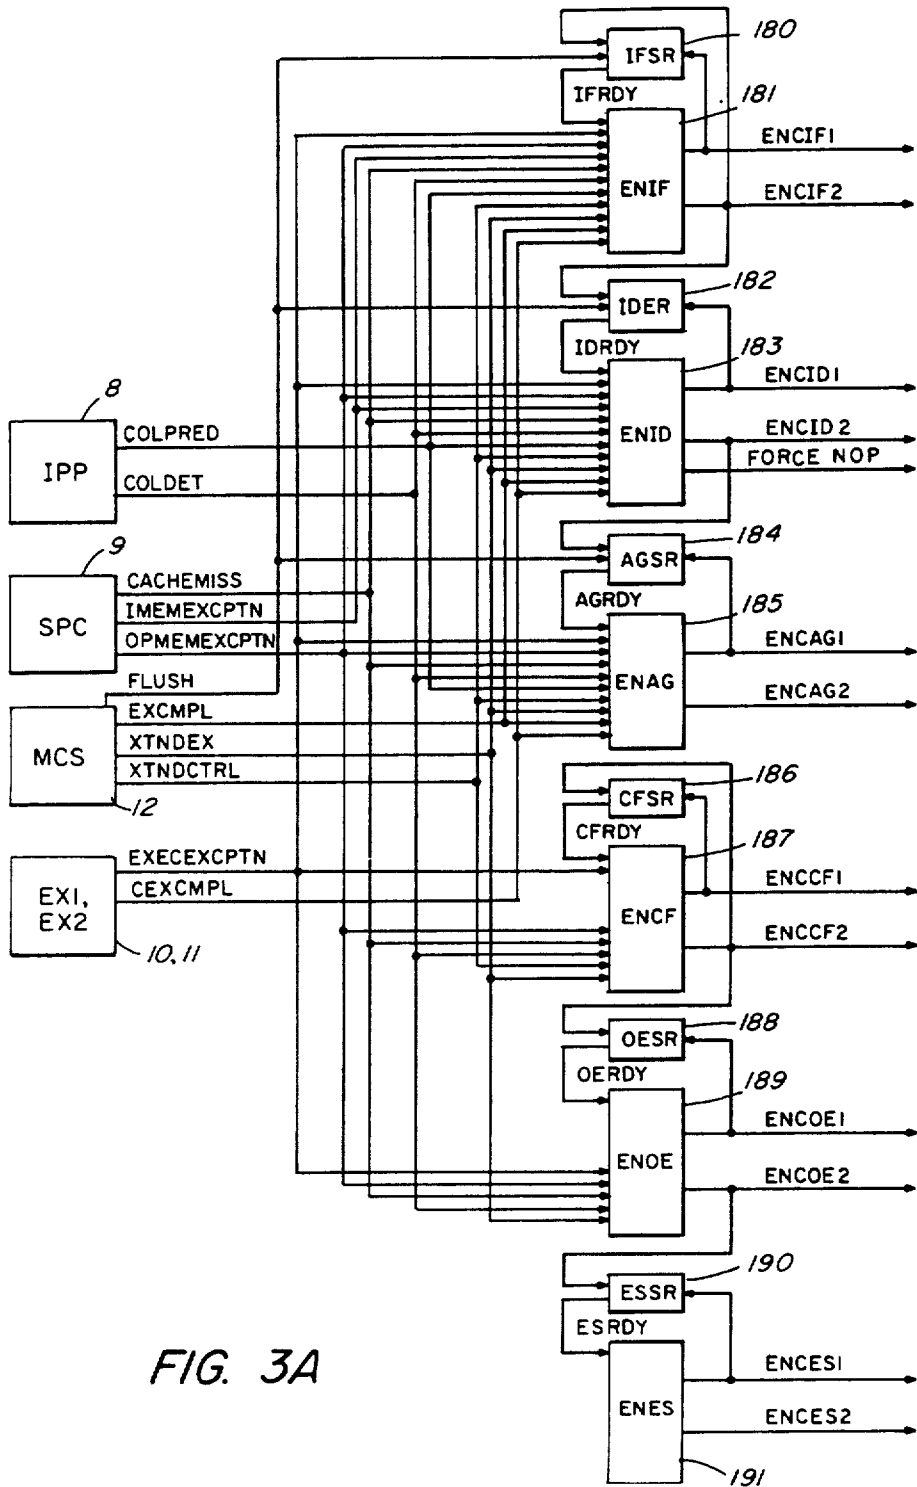 180
IFSR
IFRDY
181
ENCIF1
ENIF
ENCIF2
182
IDER
IDRDY
183
ENCID1
8
COLPRED
ENID
ENCID2
FORCE NOP
IPP
COLDET
184
9
AGSR
CACHEMISS
AGRDY
185
IMEMEXCPTN
SPC
OPMEMEXCPTN
ENCAG1
FLUSH
ENAG
EXCMPL
ENCAG2
MCS
XTNDEX
XTNDCTRL
186
12
CFSR
CFRDY
187
EXECEXCPTN
ENCCF1
EX1,
EX2
CEXCMPL
ENCF
10,11
ENCCF2
188
OESR
OERDY
189
ENCOE1
ENOE
ENCOE2
190
ESSR
ESRDY
FIG. 3A
ENCES1
ENES
ENCES2
191